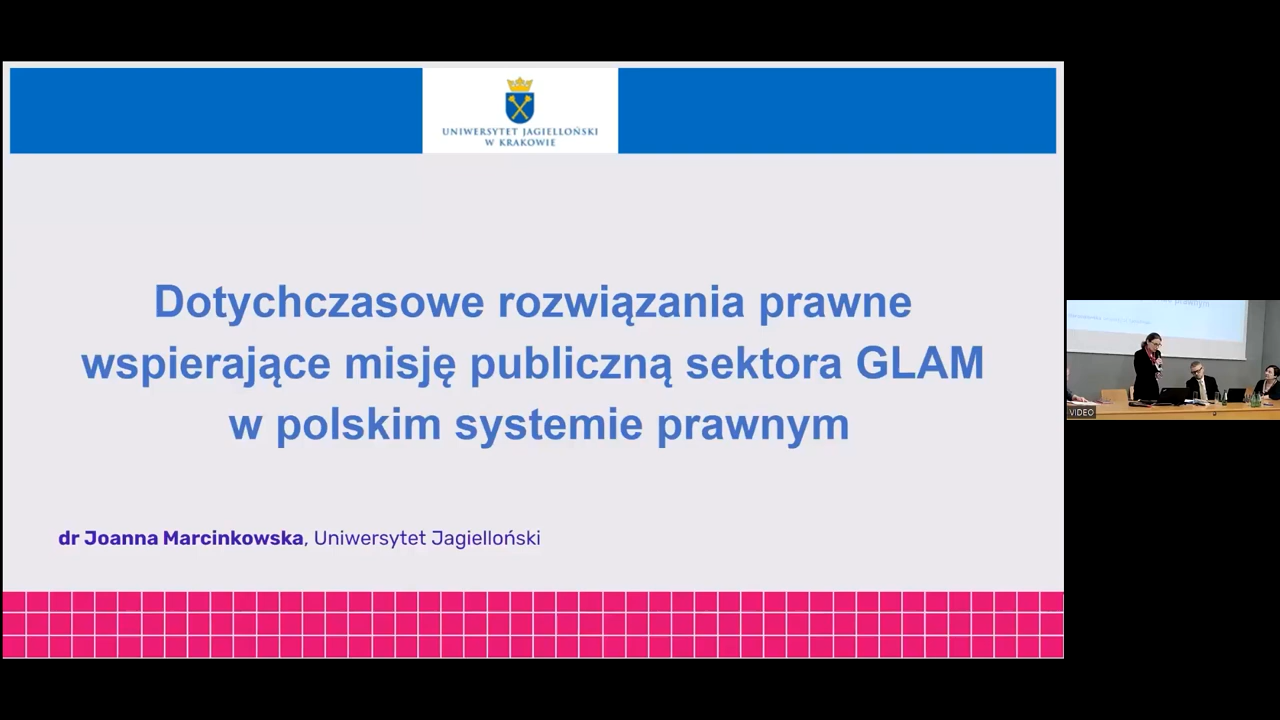 UNIWERSYTET JAGIELLOŃSKI
W KRAKOWIE
Dotychczasowe rozwiązania prawne
wspierające misję publiczną sektora GLAM
w polskim systemie prawnym
dr Joanna Marcinkowska, Uniwersytet Jagielloński
prawnym
VIDEO